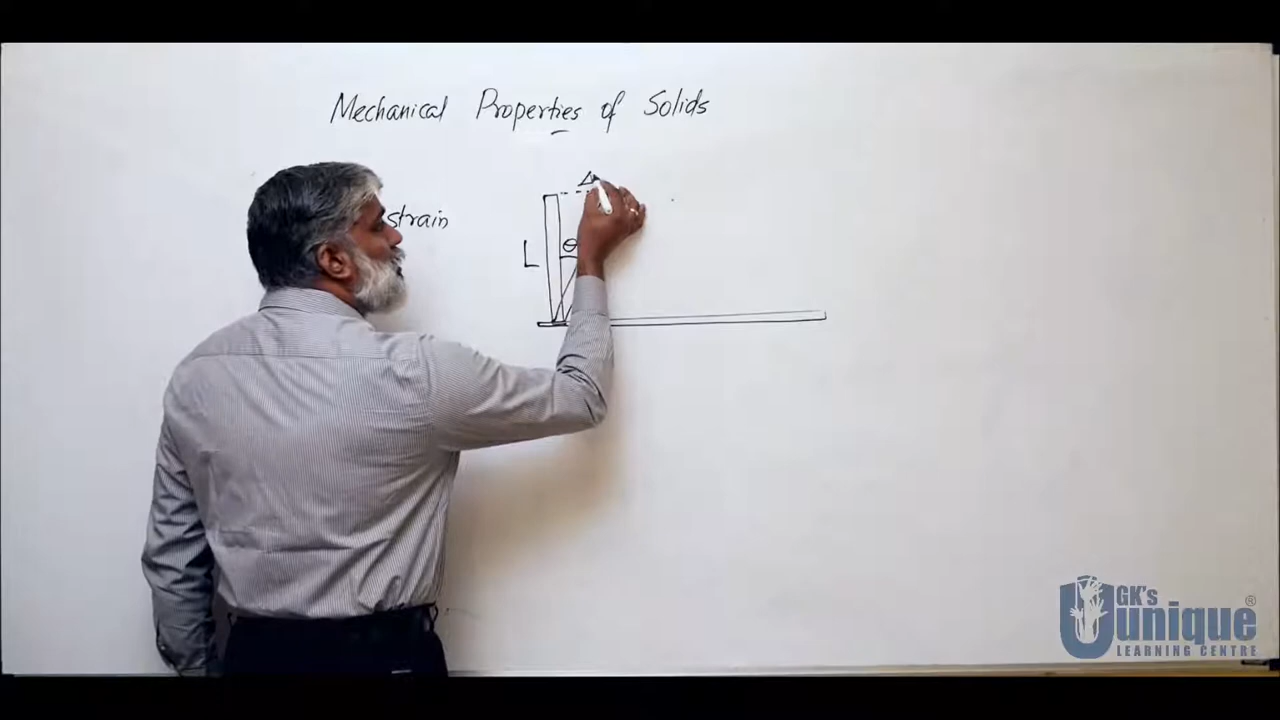 Mechanical Properties of Solids
Δ
strain
L θ
GK's
unique ®
LEARNING CENTRE